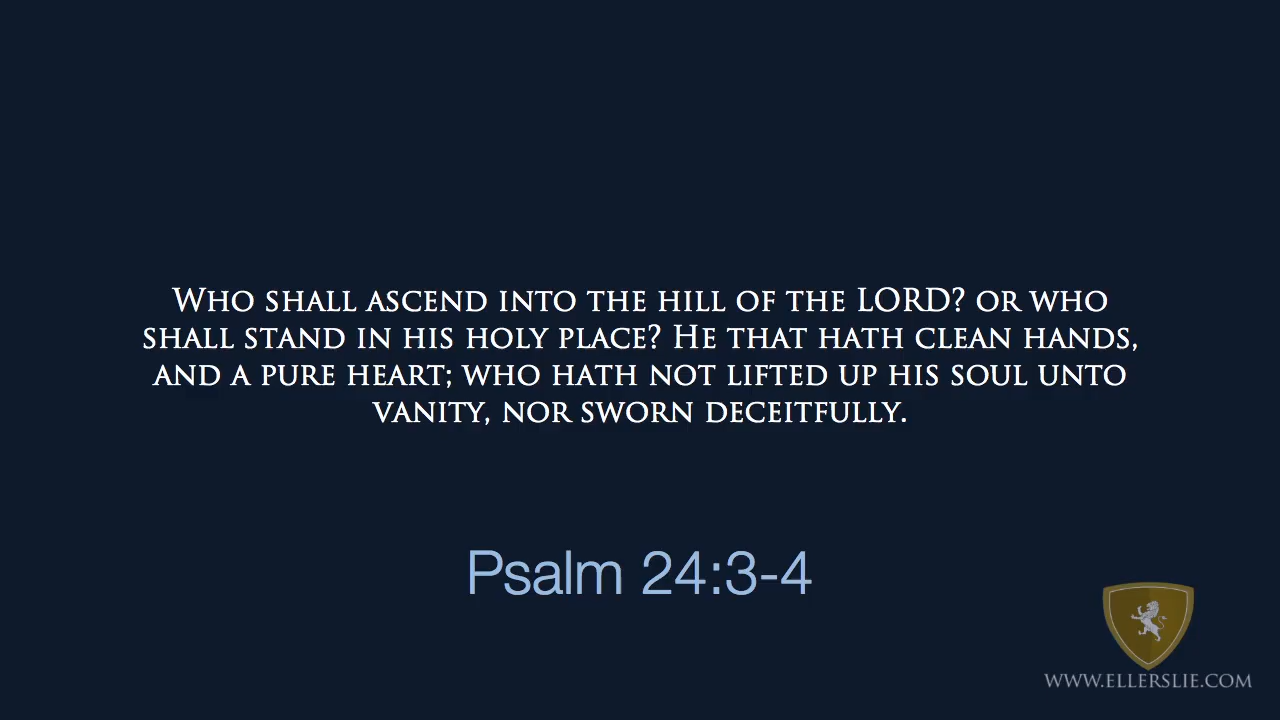 Who shall ascend into the hill of the LORD? or who
shall stand in his holy place? He that hath clean hands,
and a pure heart; who hath not lifted up his soul unto
vanity, nor sworn deceitfully.
Psalm 24:3-4
WWW.ELLERSLIE.COM